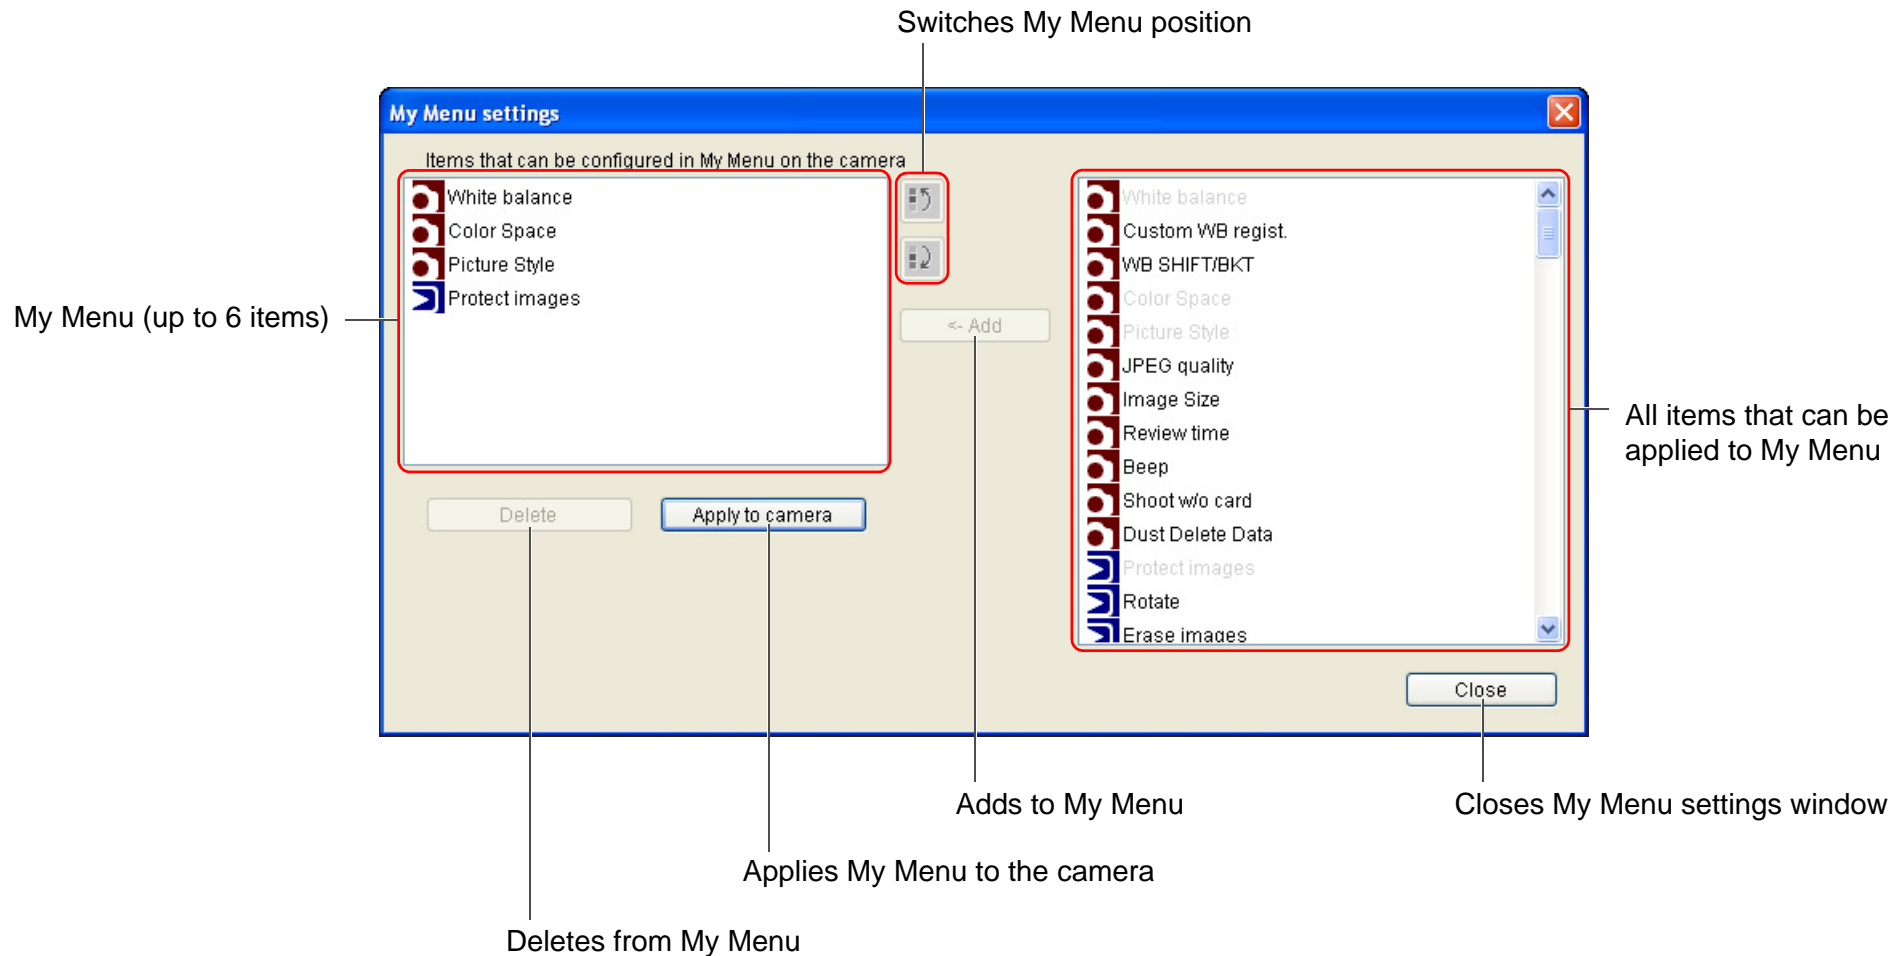 Switches My Menu position
My Menu settings
Items that can be configured in My Menu on the camera
White balance
Color Space
Picture Style
Protect images
My Menu (up to 6 items)
<- Add
White balance
Custom WB regist.
WB SHIFT/BKT
Color Space
Picture Style
JPEG quality
Image Size
Review time
Beep
Shoot w/o card
Dust Delete Data
Protect images
Rotate
Erase images
All items that can be
applied to My Menu
Delete
Apply to camera
Close
Adds to My Menu
Closes My Menu settings window
Applies My Menu to the camera
Deletes from My Menu